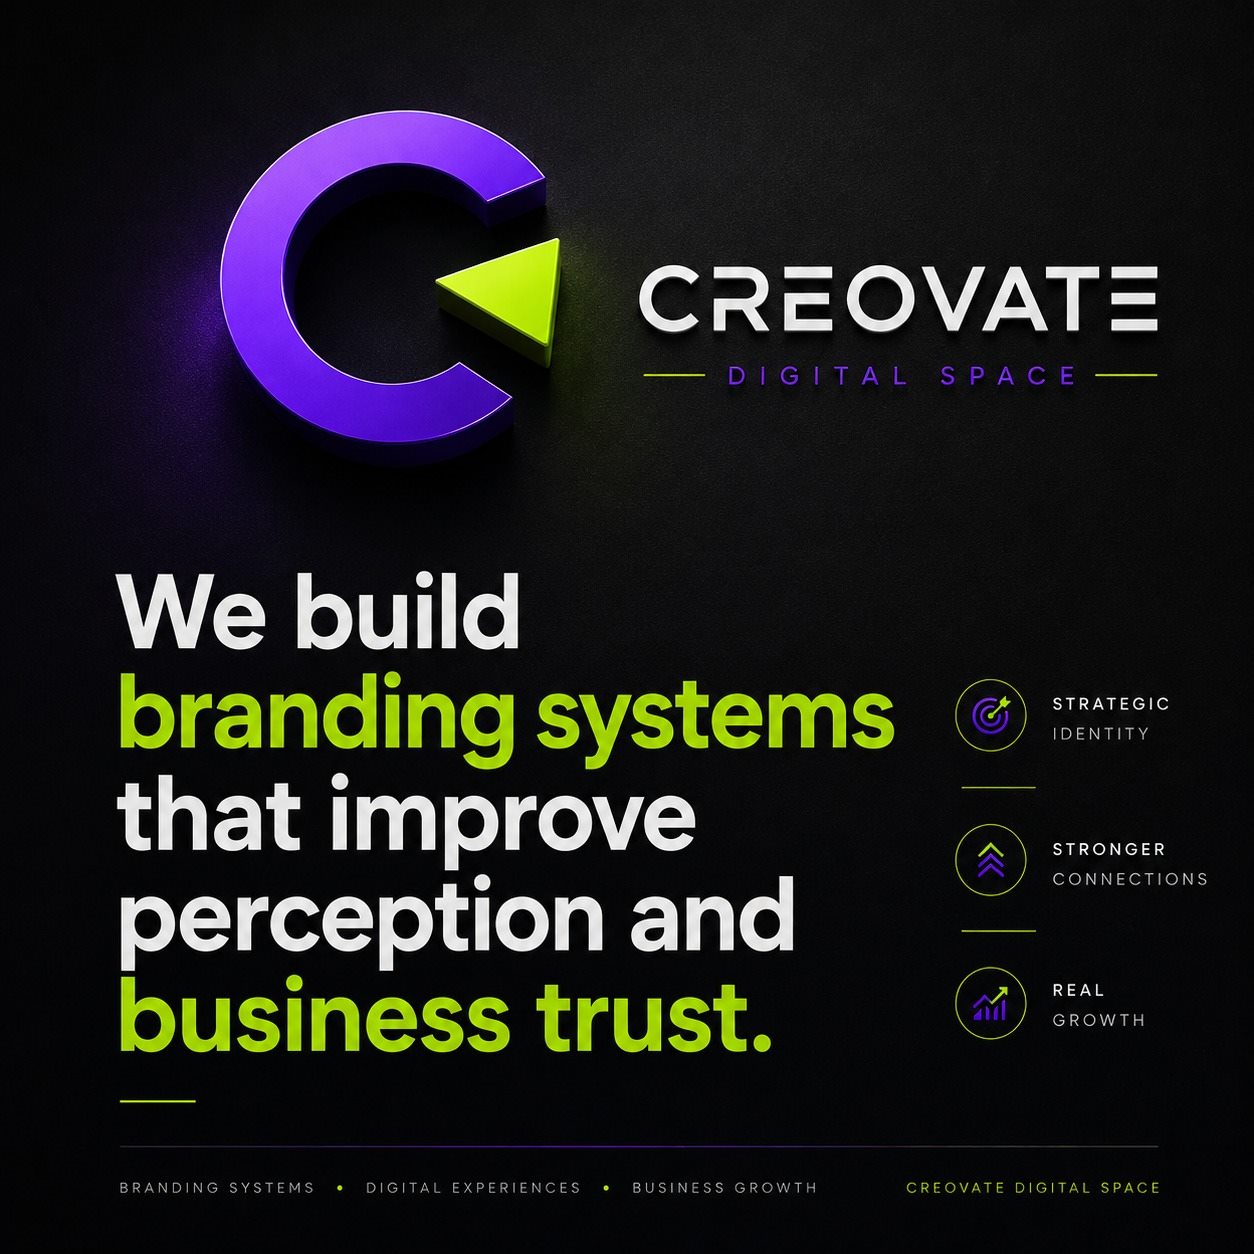 CREOVATE
DIGITAL SPACE
We build
branding systems
that improve
perception and
business trust.
STRATEGIC
IDENTITY
STRONGER
CONNECTIONS
REAL
GROWTH
BRANDING SYSTEMS • DIGITAL EXPERIENCES • BUSINESS GROWTH
CREOVATE DIGITAL SPACE